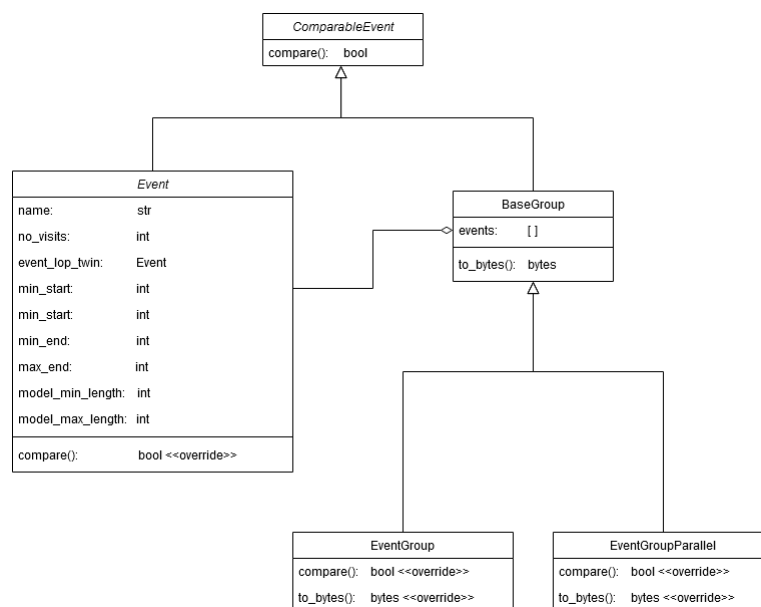 ComparableEvent
compare(): bool
Event
name: str
no_visits: int
event_lop_twin: Event
min_start: int
min_start: int
min_end: int
max_end: int
model_min_length: int
model_max_length: int
compare(): bool <<override>>
BaseGroup
events: [ ]
to_bytes(): bytes
EventGroup
compare(): bool <<override>>
to_bytes(): bytes <<override>>
EventGroupParallel
compare(): bool <<override>>
to_bytes(): bytes <<override>>